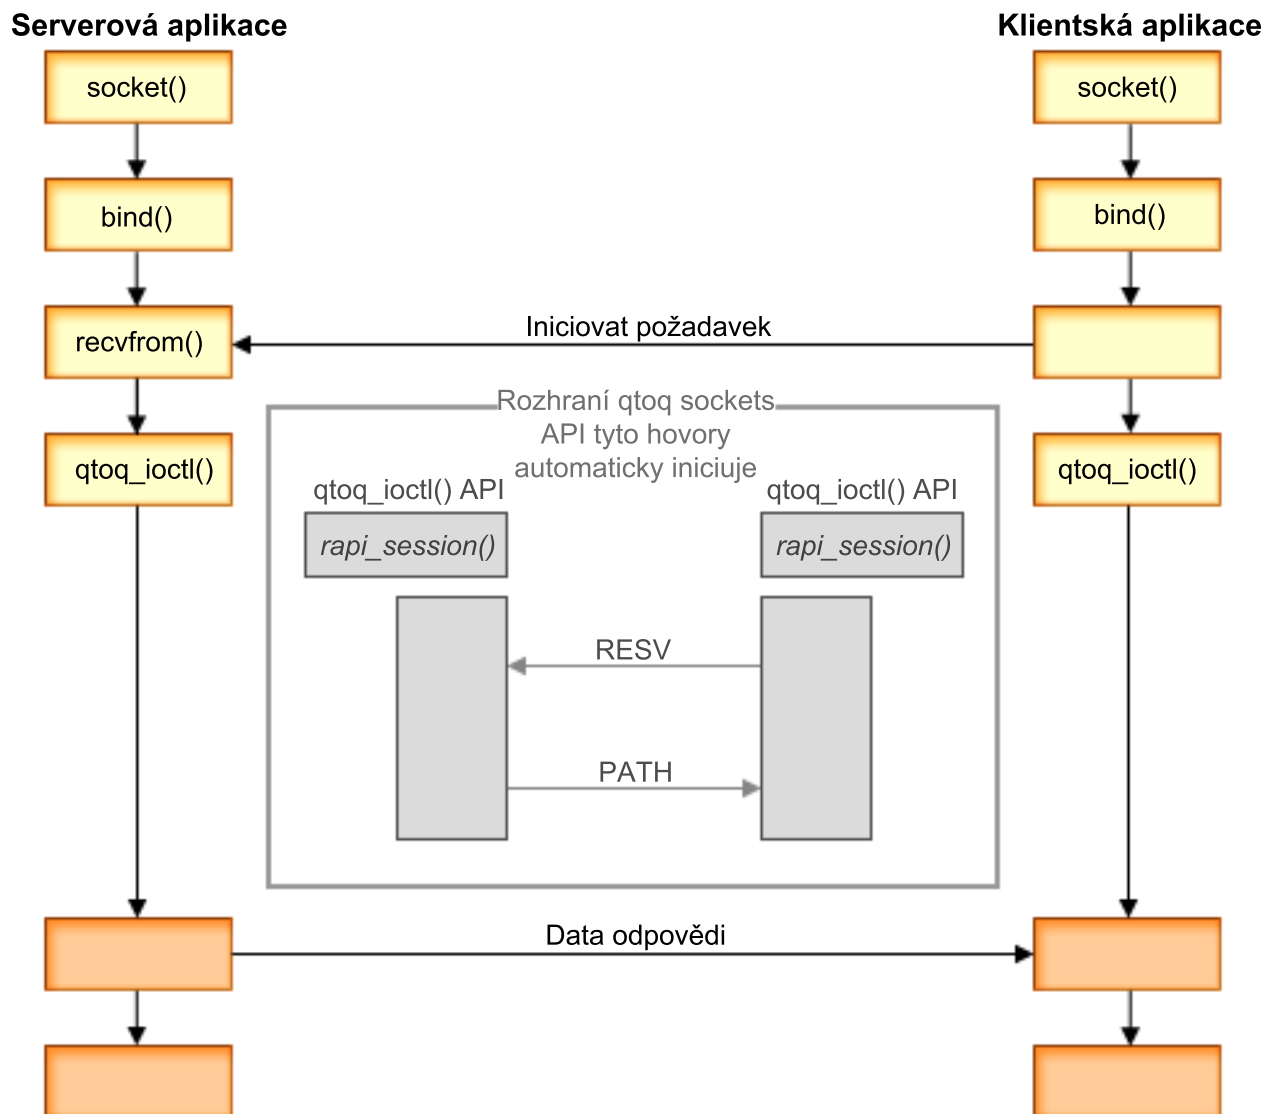 Serverová aplikace
Klientská aplikace
socket()
socket()
bind()
bind()
recvfrom()
Iniciovat požadavek
Rozhraní qtoq sockets
API tyto hovory
automaticky iniciuje
qtoq_ioctl()
qtoq_ioctl()
qtoq_ioctl() API
qtoq_ioctl() API
rapi_session()
rapi_session()
RESV
PATH
Data odpovědi